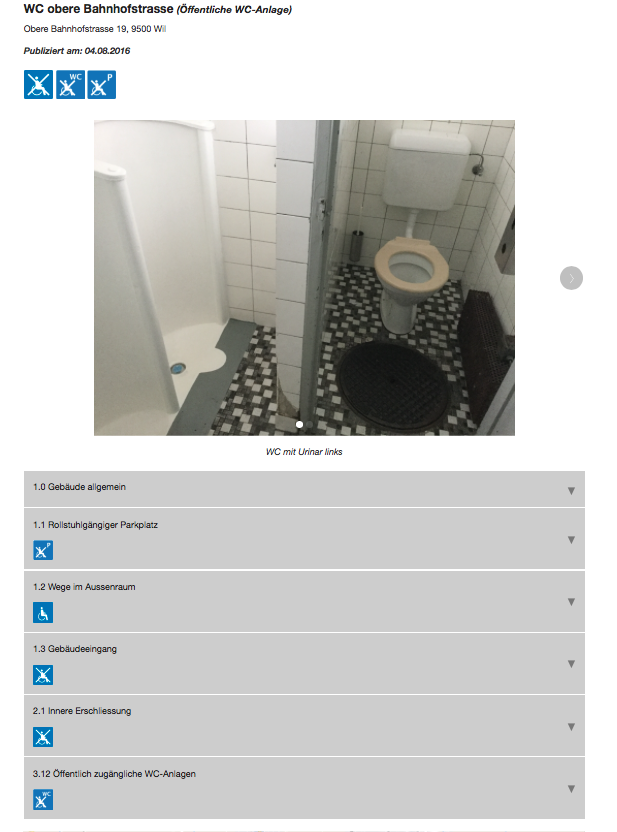 WC obere Bahnhofstrasse (Öffentliche WC-Anlage)
Obere Bahnhofstrasse 19, 9500 Wil
Publiziert am: 04.08.2016
WC
P
WC mit Urinar links
1.0 Gebäude allgemein
1.1 Rollstuhlgängiger Parkplatz
P
1.2 Wege im Aussenraum
1.3 Gebäudeeingang
2.1 Innere Erschliessung
3.12 Öffentlich zugängliche WC-Anlagen
WC